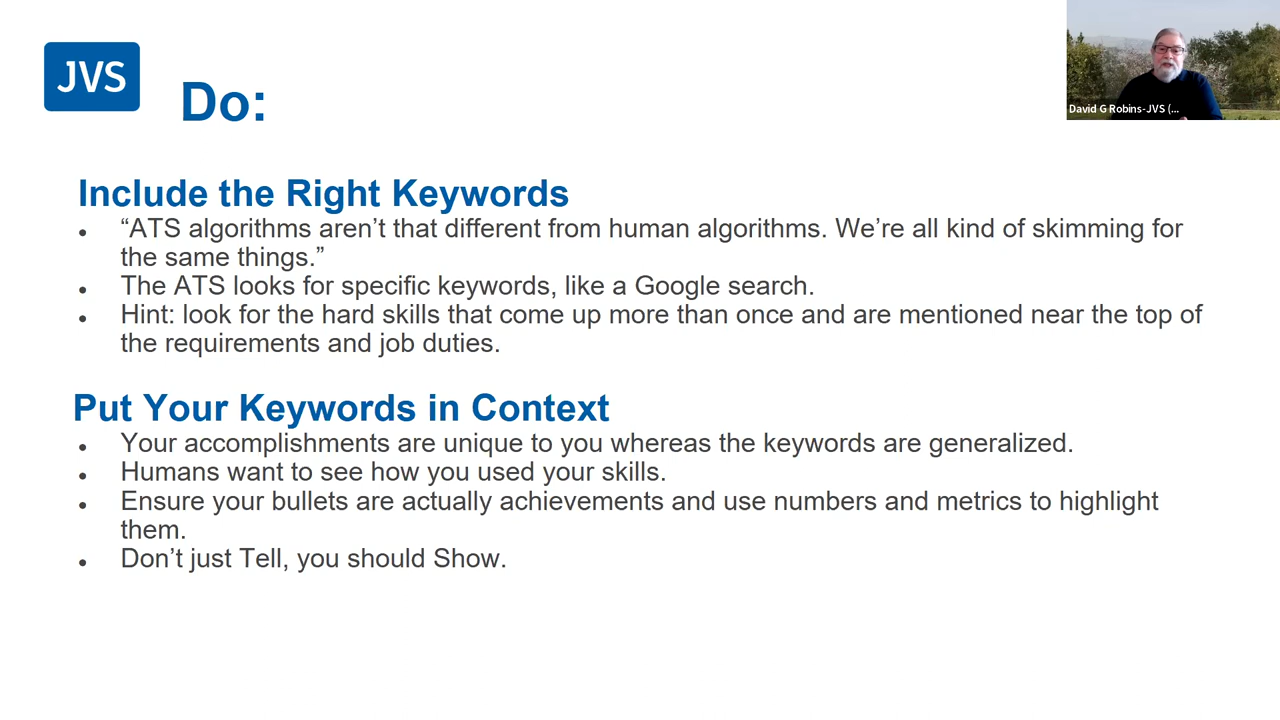 JVS
Do:
David G Robins-JVS (...
Include the Right Keywords
• “ATS algorithms aren’t that different from human algorithms. We’re all kind of skimming for
the same things.”
• The ATS looks for specific keywords, like a Google search.
• Hint: look for the hard skills that come up more than once and are mentioned near the top of
the requirements and job duties.
Put Your Keywords in Context
• Your accomplishments are unique to you whereas the keywords are generalized.
• Humans want to see how you used your skills.
• Ensure your bullets are actually achievements and use numbers and metrics to highlight
them.
• Don’t just Tell, you should Show.